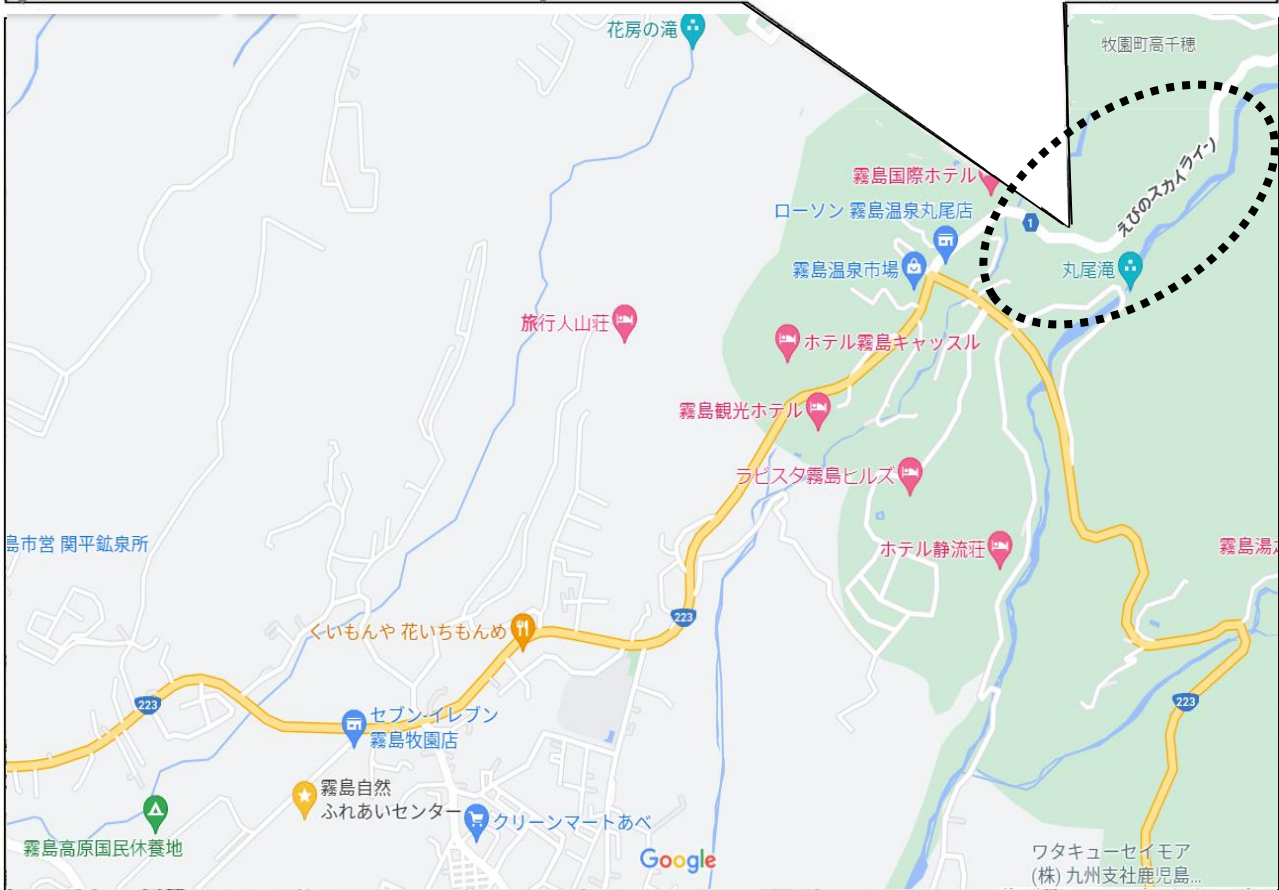 花房の滝
牧園町高千穂
えびのスカイライン
霧島国際ホテル
ローソン 霧島温泉丸尾店
1
霧島温泉市場
丸尾滝
旅行人山荘
ホテル霧島キャッスル
霧島観光ホテル
ラビスタ霧島ヒルズ
島市営 関平鉱泉所
ホテル静流荘
霧島湯
223
くいもんや 花いちもんめ
223
223
セブン-イレブン
霧島牧園店
霧島自然
ふれあいセンター
クリーンマートあべ
霧島高原国民休養地
Google
ワタキューセイモア
(株) 九州支社鹿児島...